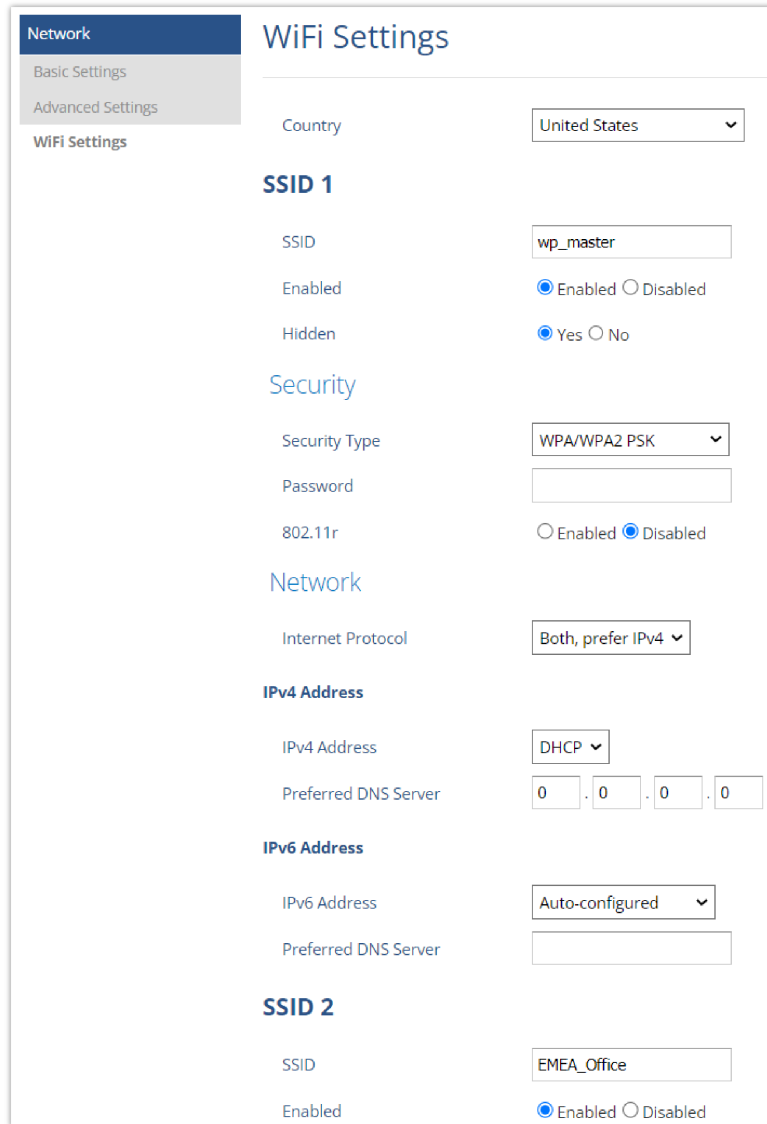 Network
Basic Settings
Advanced Settings
WiFi Settings
WiFi Settings
Country United States
SSID 1
SSID wp_master
Enabled Enabled Disabled
Hidden Yes No
Security
Security Type WPA/WPA2 PSK
Password
802.11r Enabled Disabled
Network
Internet Protocol Both, prefer IPv4
IPv4 Address
IPv4 Address DHCP
Preferred DNS Server 0 . 0 . 0 . 0
IPv6 Address
IPv6 Address Auto-configured
Preferred DNS Server
SSID 2
SSID EMEA_Office
Enabled Enabled Disabled